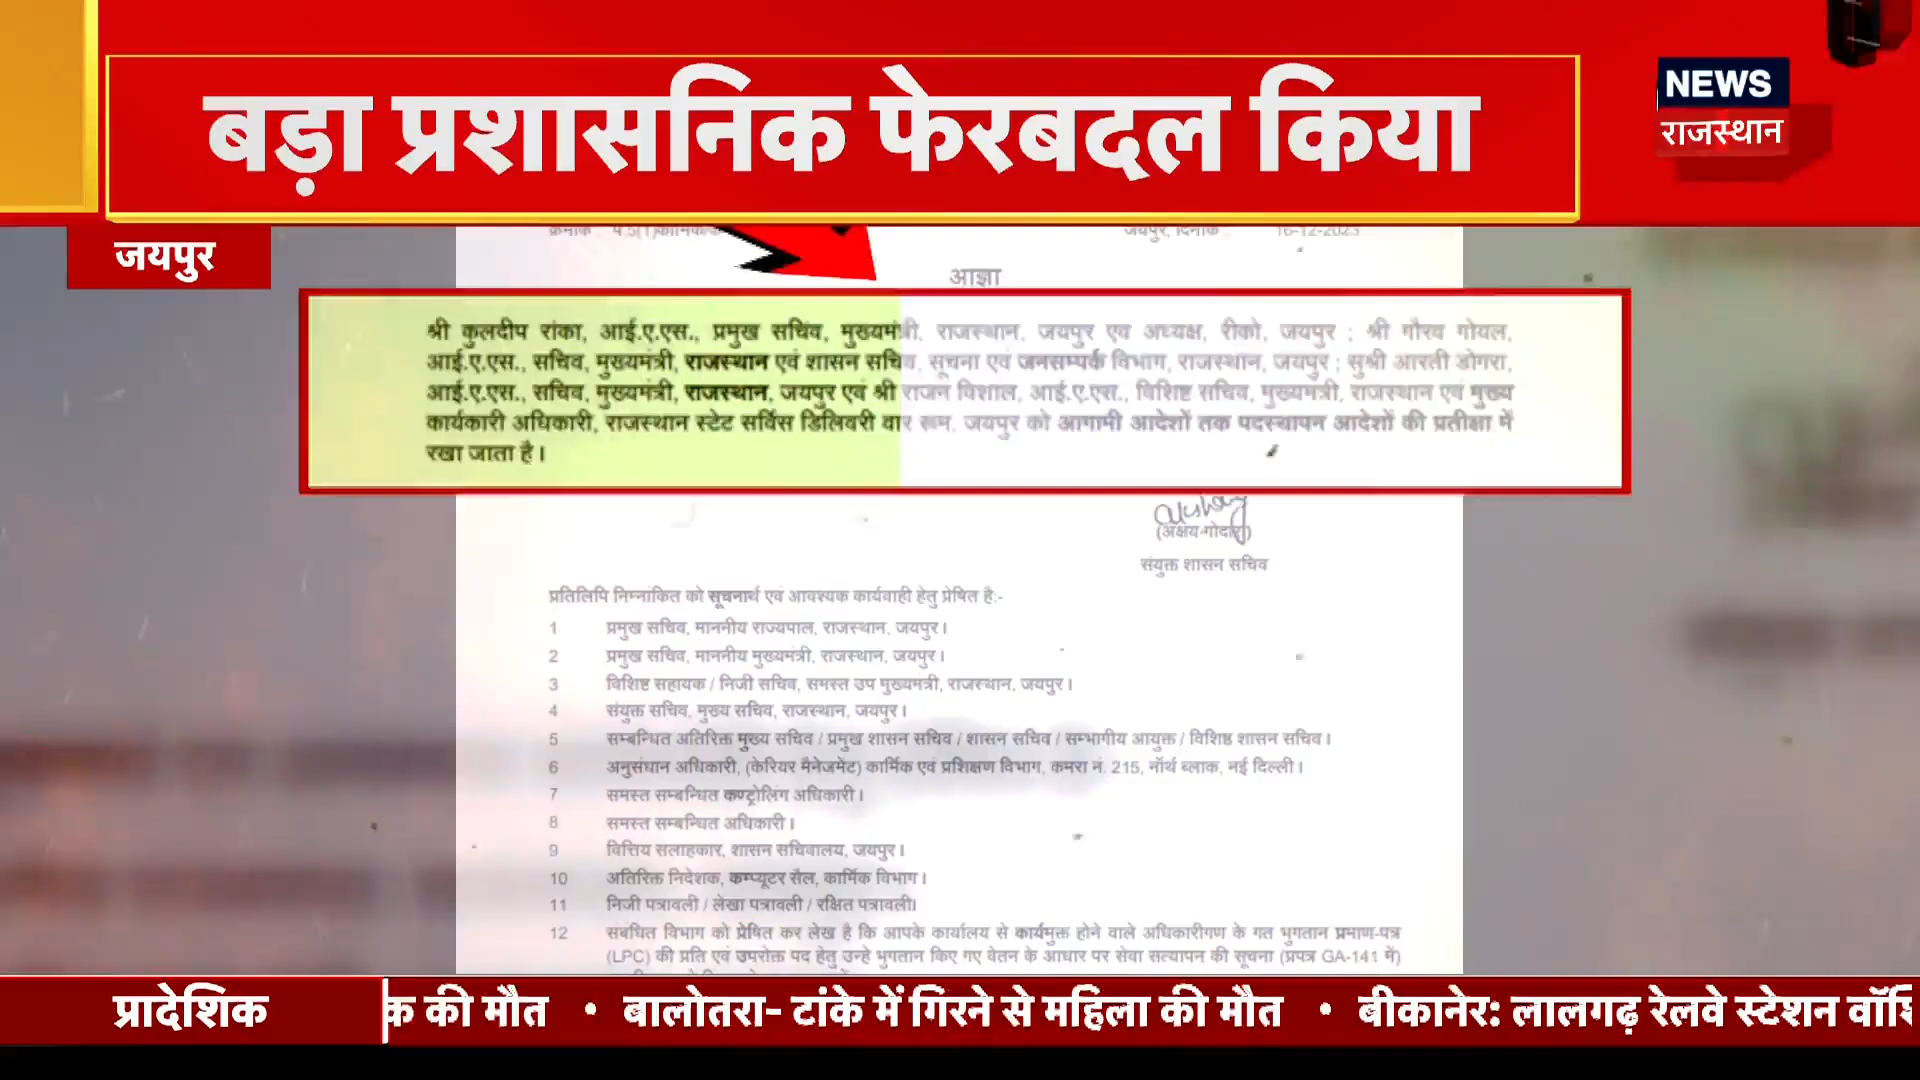 बड़ा प्रशासनिक फेरबदल किया
NEWS
राजस्थान
जयपुर
जयपुर, दिनांक : 16-12-2023
आज्ञा
श्री कुलदीप रांका, आई.ए.एस., प्रमुख सचिव, मुख्यमंत्री, राजस्थान, जयपुर एवं अध्यक्ष, रीको, जयपुर ; श्री गौरव गोयल,
आई.ए.एस., सचिव, मुख्यमंत्री, राजस्थान एवं शासन सचिव, सूचना एवं जनसम्पर्क विभाग, राजस्थान, जयपुर ; सुश्री आरती डोगरा,
आई.ए.एस., सचिव, मुख्यमंत्री, राजस्थान, जयपुर एवं श्री राजन विशाल, आई.ए.एस., विशिष्ट सचिव, मुख्यमंत्री, राजस्थान एवं मुख्य
कार्यकारी अधिकारी, राजस्थान स्टेट सर्विस डिलिवरी वार रूम, जयपुर को आगामी आदेशों तक पदस्थापन आदेशों की प्रतीक्षा में
रखा जाता है।
(अक्षय गोदारा)
संयुक्त शासन सचिव
प्रतिलिपि निम्नांकित को सूचनार्थ एवं आवश्यक कार्यवाही हेतु प्रेषित है:-
1 प्रमुख सचिव, माननीय राज्यपाल, राजस्थान, जयपुर।
2 प्रमुख सचिव, माननीय मुख्यमंत्री, राजस्थान, जयपुर।
3 विशिष्ट सहायक / निजी सचिव, समस्त उप मुख्यमंत्री, राजस्थान, जयपुर।
4 संयुक्त सचिव, मुख्य सचिव, राजस्थान, जयपुर।
5 सम्बन्धित अतिरिक्त मुख्य सचिव / प्रमुख शासन सचिव / शासन सचिव / सम्भागीय आयुक्त / विशिष्ठ शासन सचिव।
6 अनुसंधान अधिकारी, (केरियर मैनेजमेंट) कार्मिक एवं प्रशिक्षण विभाग, कमरा नं. 215, नॉर्थ ब्लाक, नई दिल्ली।
7 समस्त सम्बन्धित कण्ट्रोलिंग अधिकारी।
8 समस्त सम्बन्धित अधिकारी।
9 वित्तिय सलाहकार, शासन सचिवालय, जयपुर।
10 अतिरिक्त निदेशक, कम्प्यूटर सैल, कार्मिक विभाग।
11 निजी पत्रावली / लेखा पत्रावली / रक्षित पत्रावली।
12 संबंधित विभाग को प्रेषित कर लेख है कि आपके कार्यालय से कार्यमुक्त होने वाले अधिकारीगण के गत भुगतान प्रमाण-पत्र
(LPC) की प्रति एवं उपरोक्त पद हेतु उन्हे भुगतान किए गए वेतन के आधार पर सेवा सत्यापन की सूचना (प्रपत्र GA-141 में)
प्रादेशिक
क की मौत • बालोतरा- टांके में गिरने से महिला की मौत • बीकानेर: लालगढ़ रेलवे स्टेशन